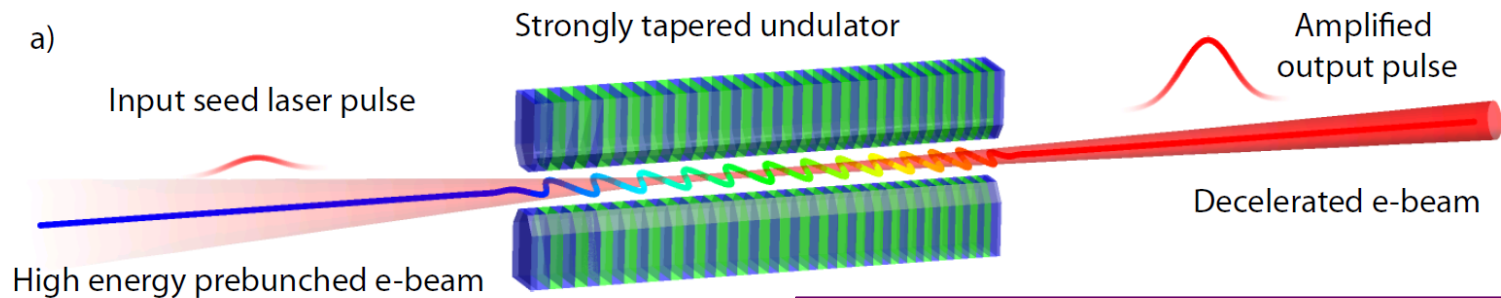 a)
Strongly tapered undulator
Amplified
output pulse
Input seed laser pulse
Decelerated e-beam
High energy prebunched e-beam